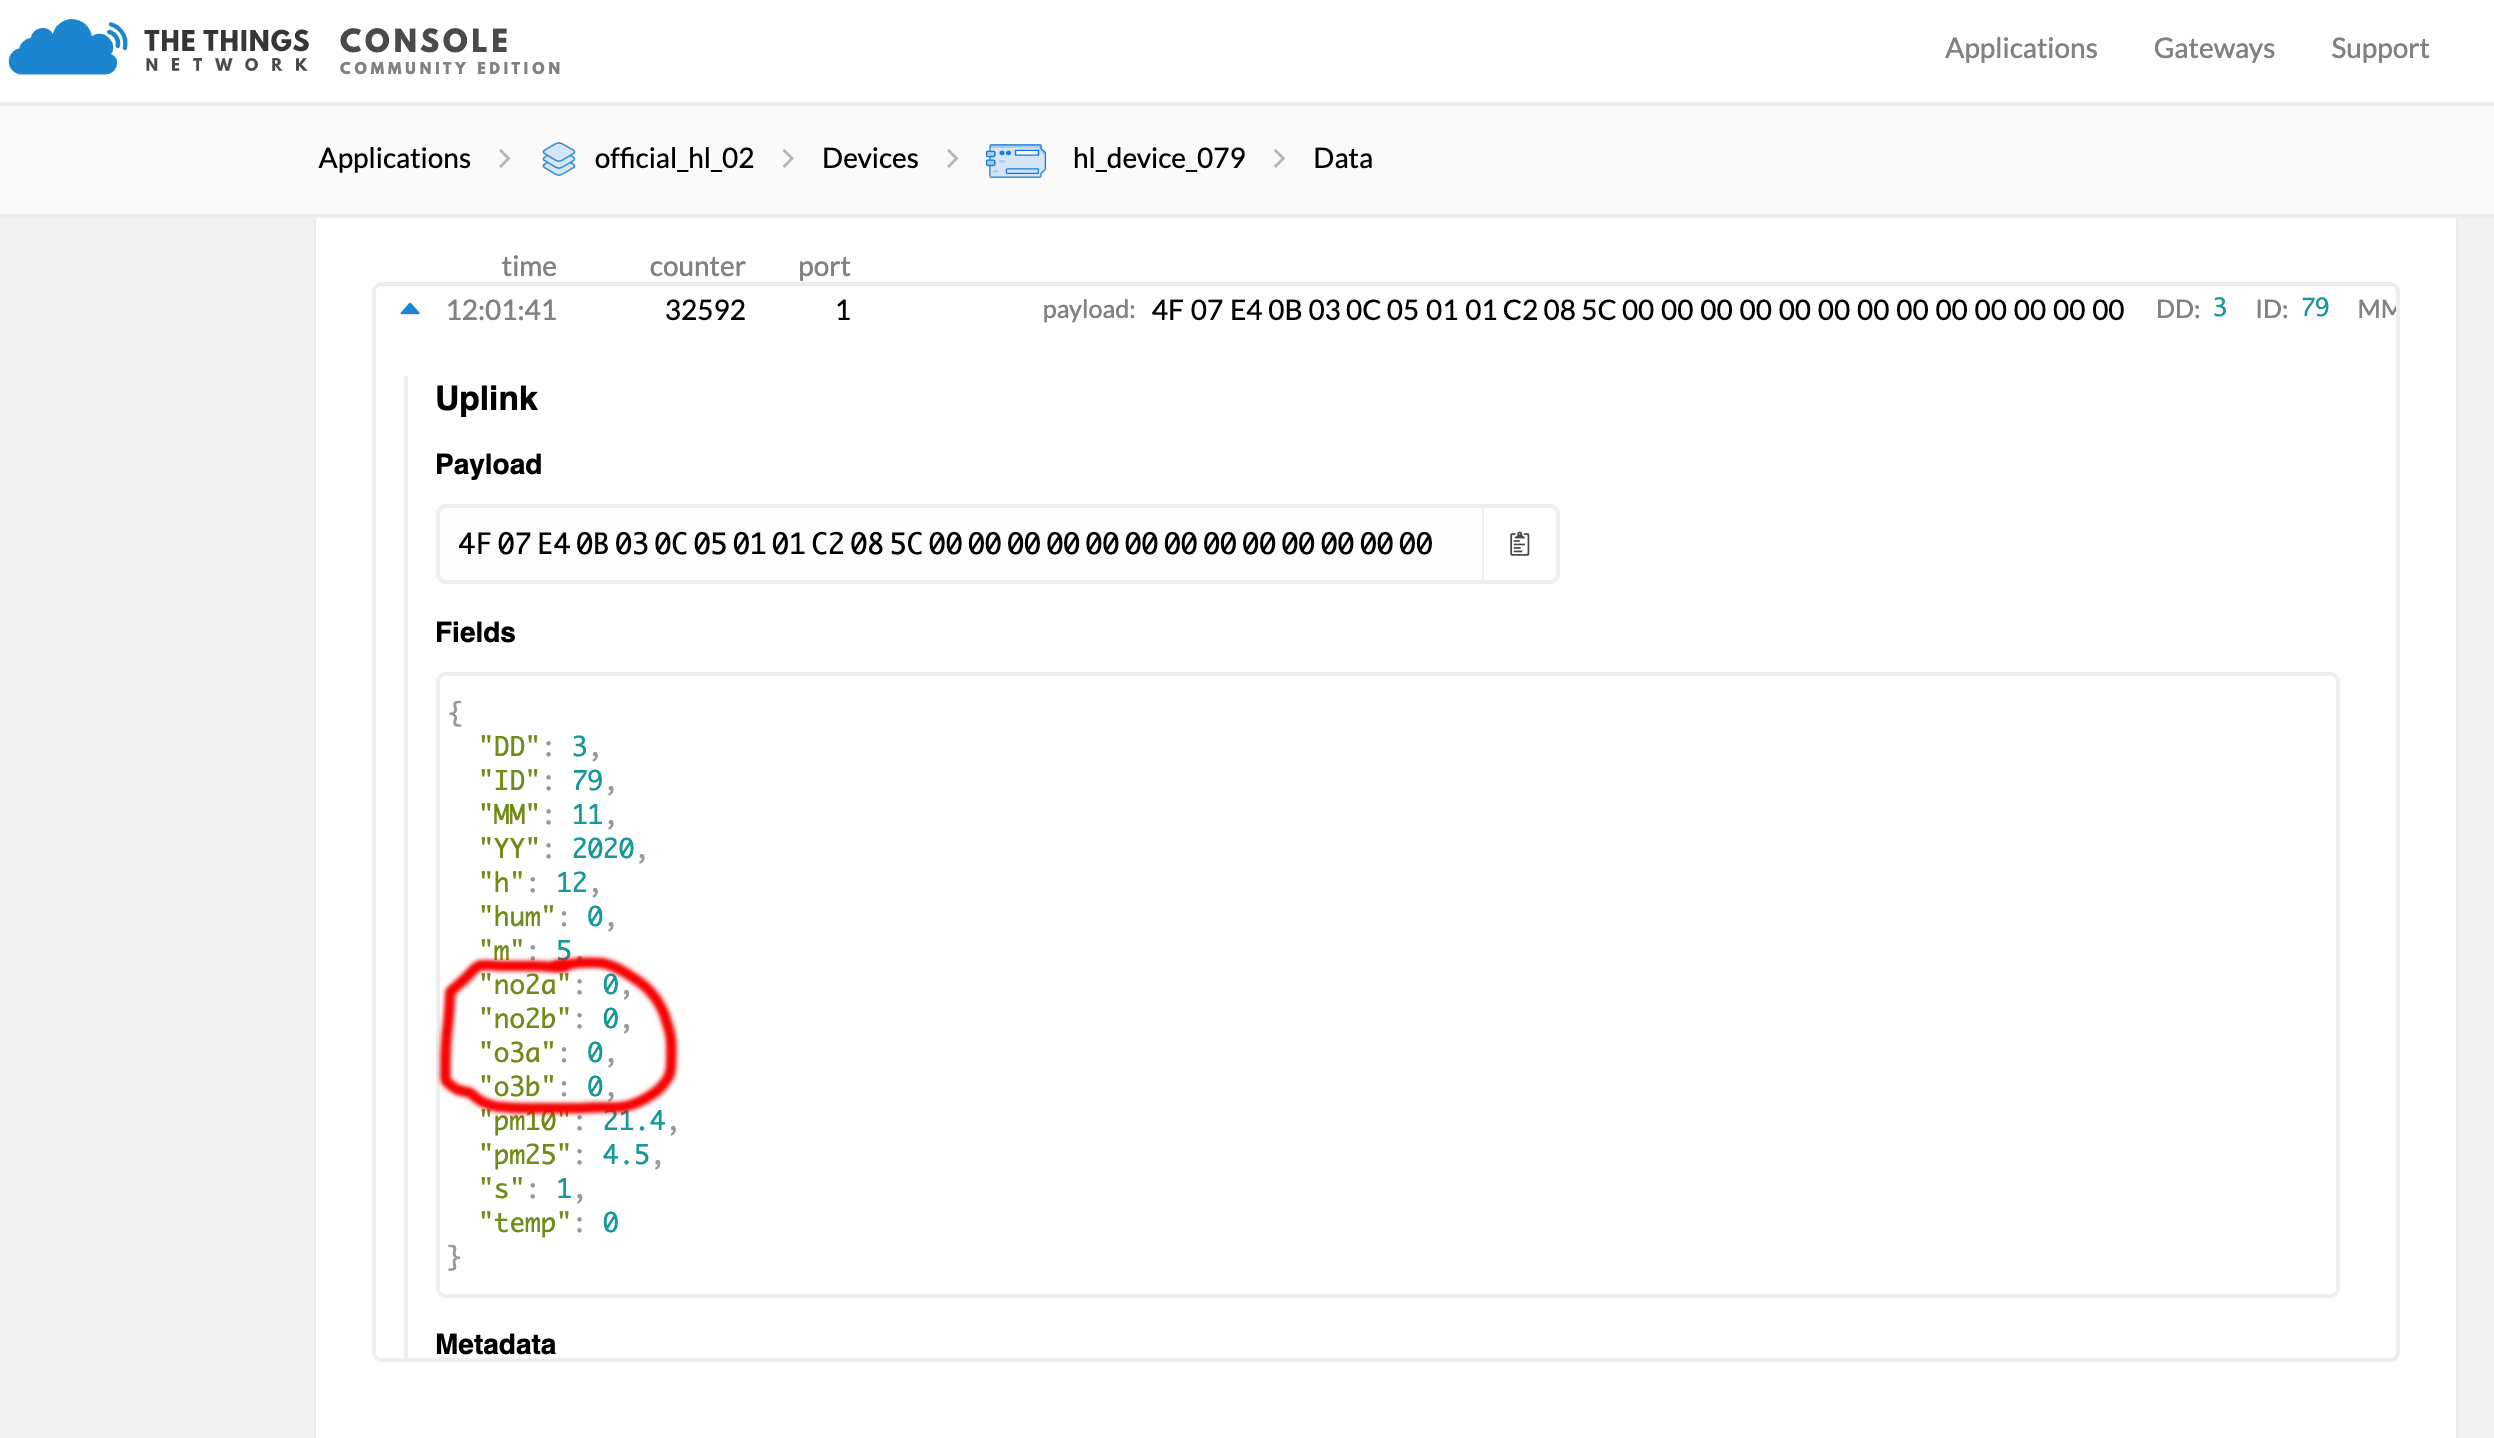 THE THINGS NETWORK
CONSOLE
COMMUNITY EDITION
Applications Gateways Support
Applications official_hl_02 Devices hl_device_079 Data
time counter port
12:01:41 32592 1 payload: 4F 07 E4 0B 03 0C 05 01 01 C2 08 5C 00 00 00 00 00 00 00 00 00 00 00 00 00 DD: 3 ID: 79 MM
Uplink
Payload
4F 07 E4 0B 03 0C 05 01 01 C2 08 5C 00 00 00 00 00 00 00 00 00 00 00 00 00
Fields
{
"DD": 3,
"ID": 79,
"MM": 11,
"YY": 2020,
"h": 12,
"hum": 0,
"m": 5,
"no2a": 0,
"no2b": 0,
"o3a": 0,
"o3b": 0,
"pm10": 21.4,
"pm25": 4.5,
"s": 1,
"temp": 0
}
Metadata